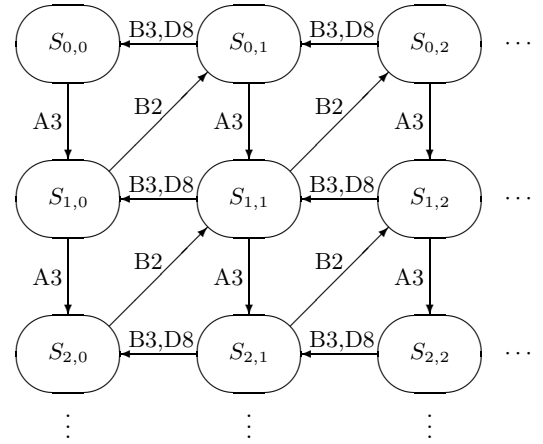 S0,0 B3,D8 S0,1 B3,D8 S0,2 ···
A3 B2 A3 B2 A3
S1,0 B3,D8 S1,1 B3,D8 S1,2 ···
A3 B2 A3 B2 A3
S2,0 B3,D8 S2,1 B3,D8 S2,2 ···
⋮ ⋮ ⋮